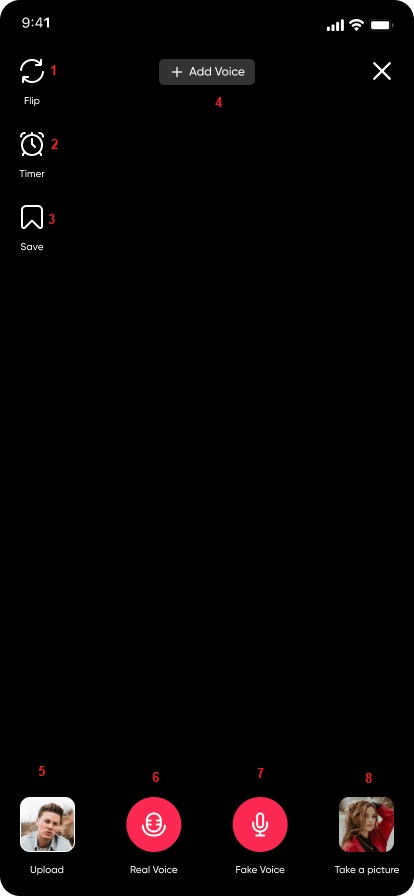 9:41
1
+ Add Voice
Flip
4
2
Timer
3
Save
5
6
7
8
Upload
Real Voice
Fake Voice
Take a picture